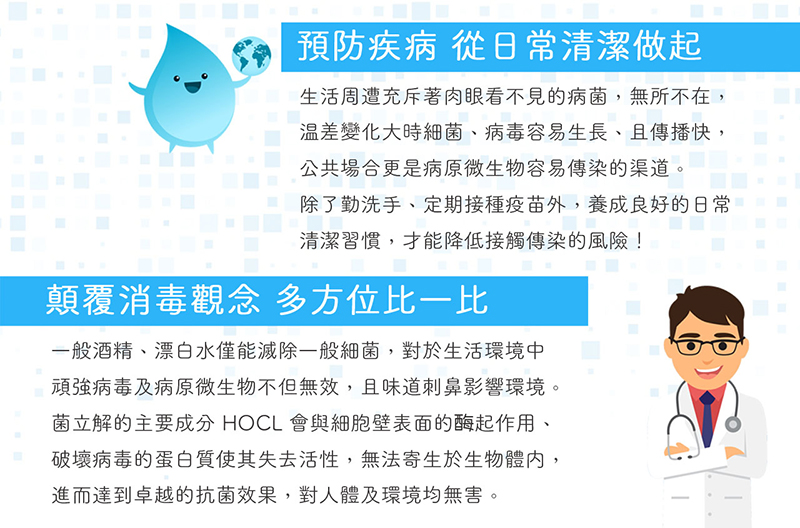 預防疾病 從日常清潔做起
生活周遭充斥著肉眼看不見的病菌，無所不在，
温差變化大時細菌、病毒容易生長、且傳播快，
公共場合更是病原微生物容易傳染的渠道。
除了勤洗手、定期接種疫苗外，養成良好的日常
清潔習慣，才能降低接觸傳染的風險！
顛覆消毒觀念 多方位比一比
一般酒精、漂白水僅能滅除一般細菌，對於生活環境中
頑強病毒及病原微生物不但無效，且味道刺鼻影響環境。
菌立解的主要成分 HOCL 會與細胞壁表面的酶起作用、
破壞病毒的蛋白質使其失去活性，無法寄生於生物體內，
進而達到卓越的抗菌效果，對人體及環境均無害。